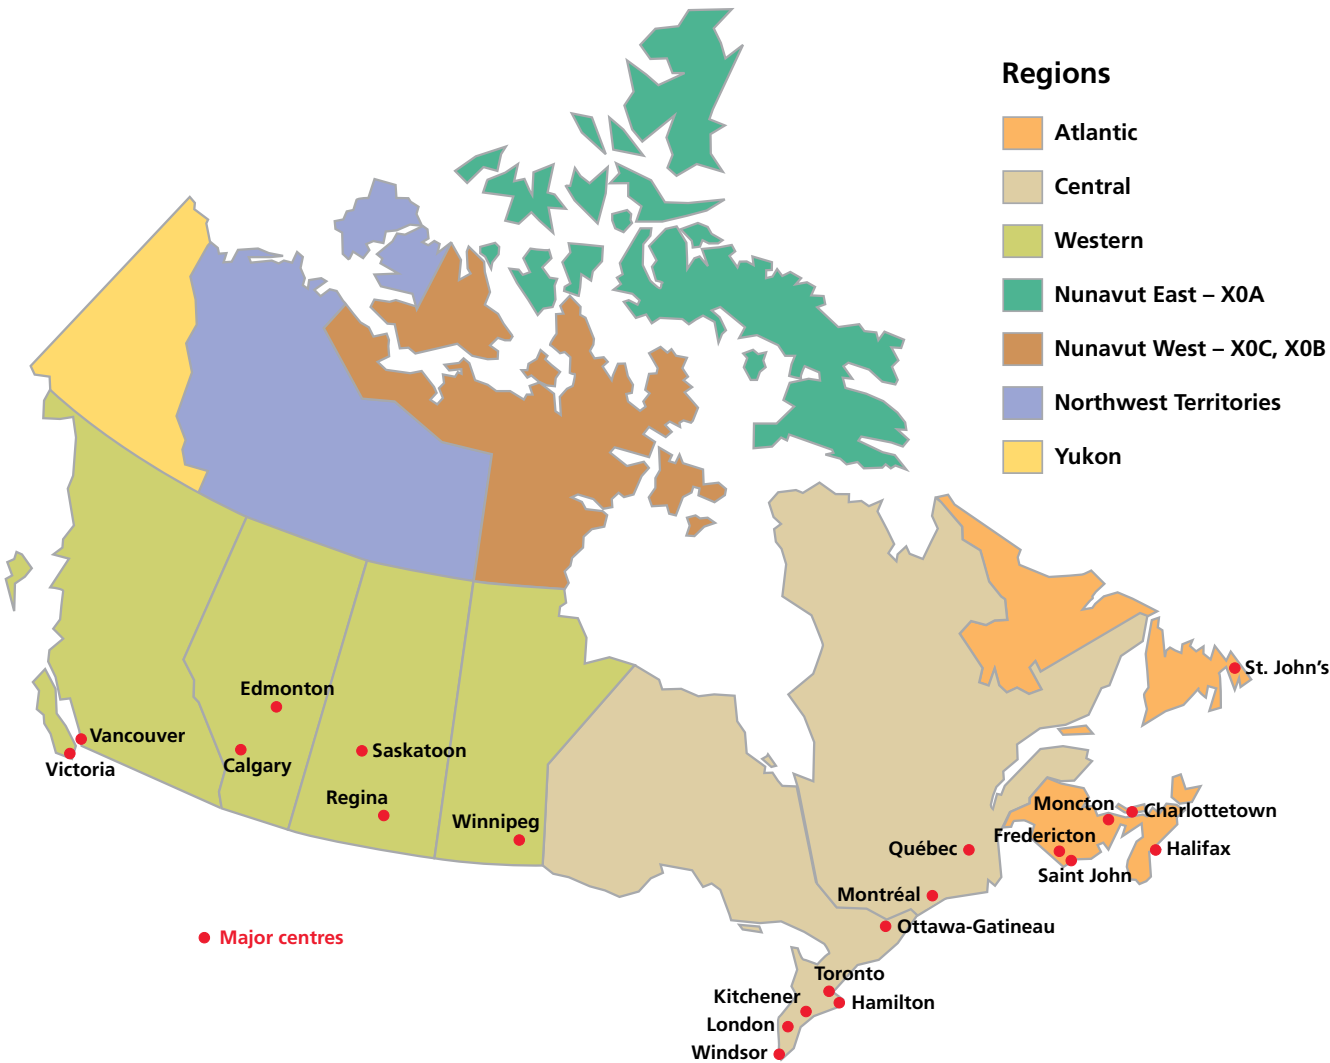 Regions
Atlantic
Central
Western
Nunavut East – X0A
Nunavut West – X0C, X0B
Northwest Territories
Yukon
St. John’s
Edmonton
Vancouver
Victoria
Calgary
Saskatoon
Regina
Winnipeg
Moncton
Charlottetown
Fredericton
Québec
Halifax
Saint John
Montréal
Ottawa-Gatineau
Major centres
Toronto
Kitchener
Hamilton
London
Windsor